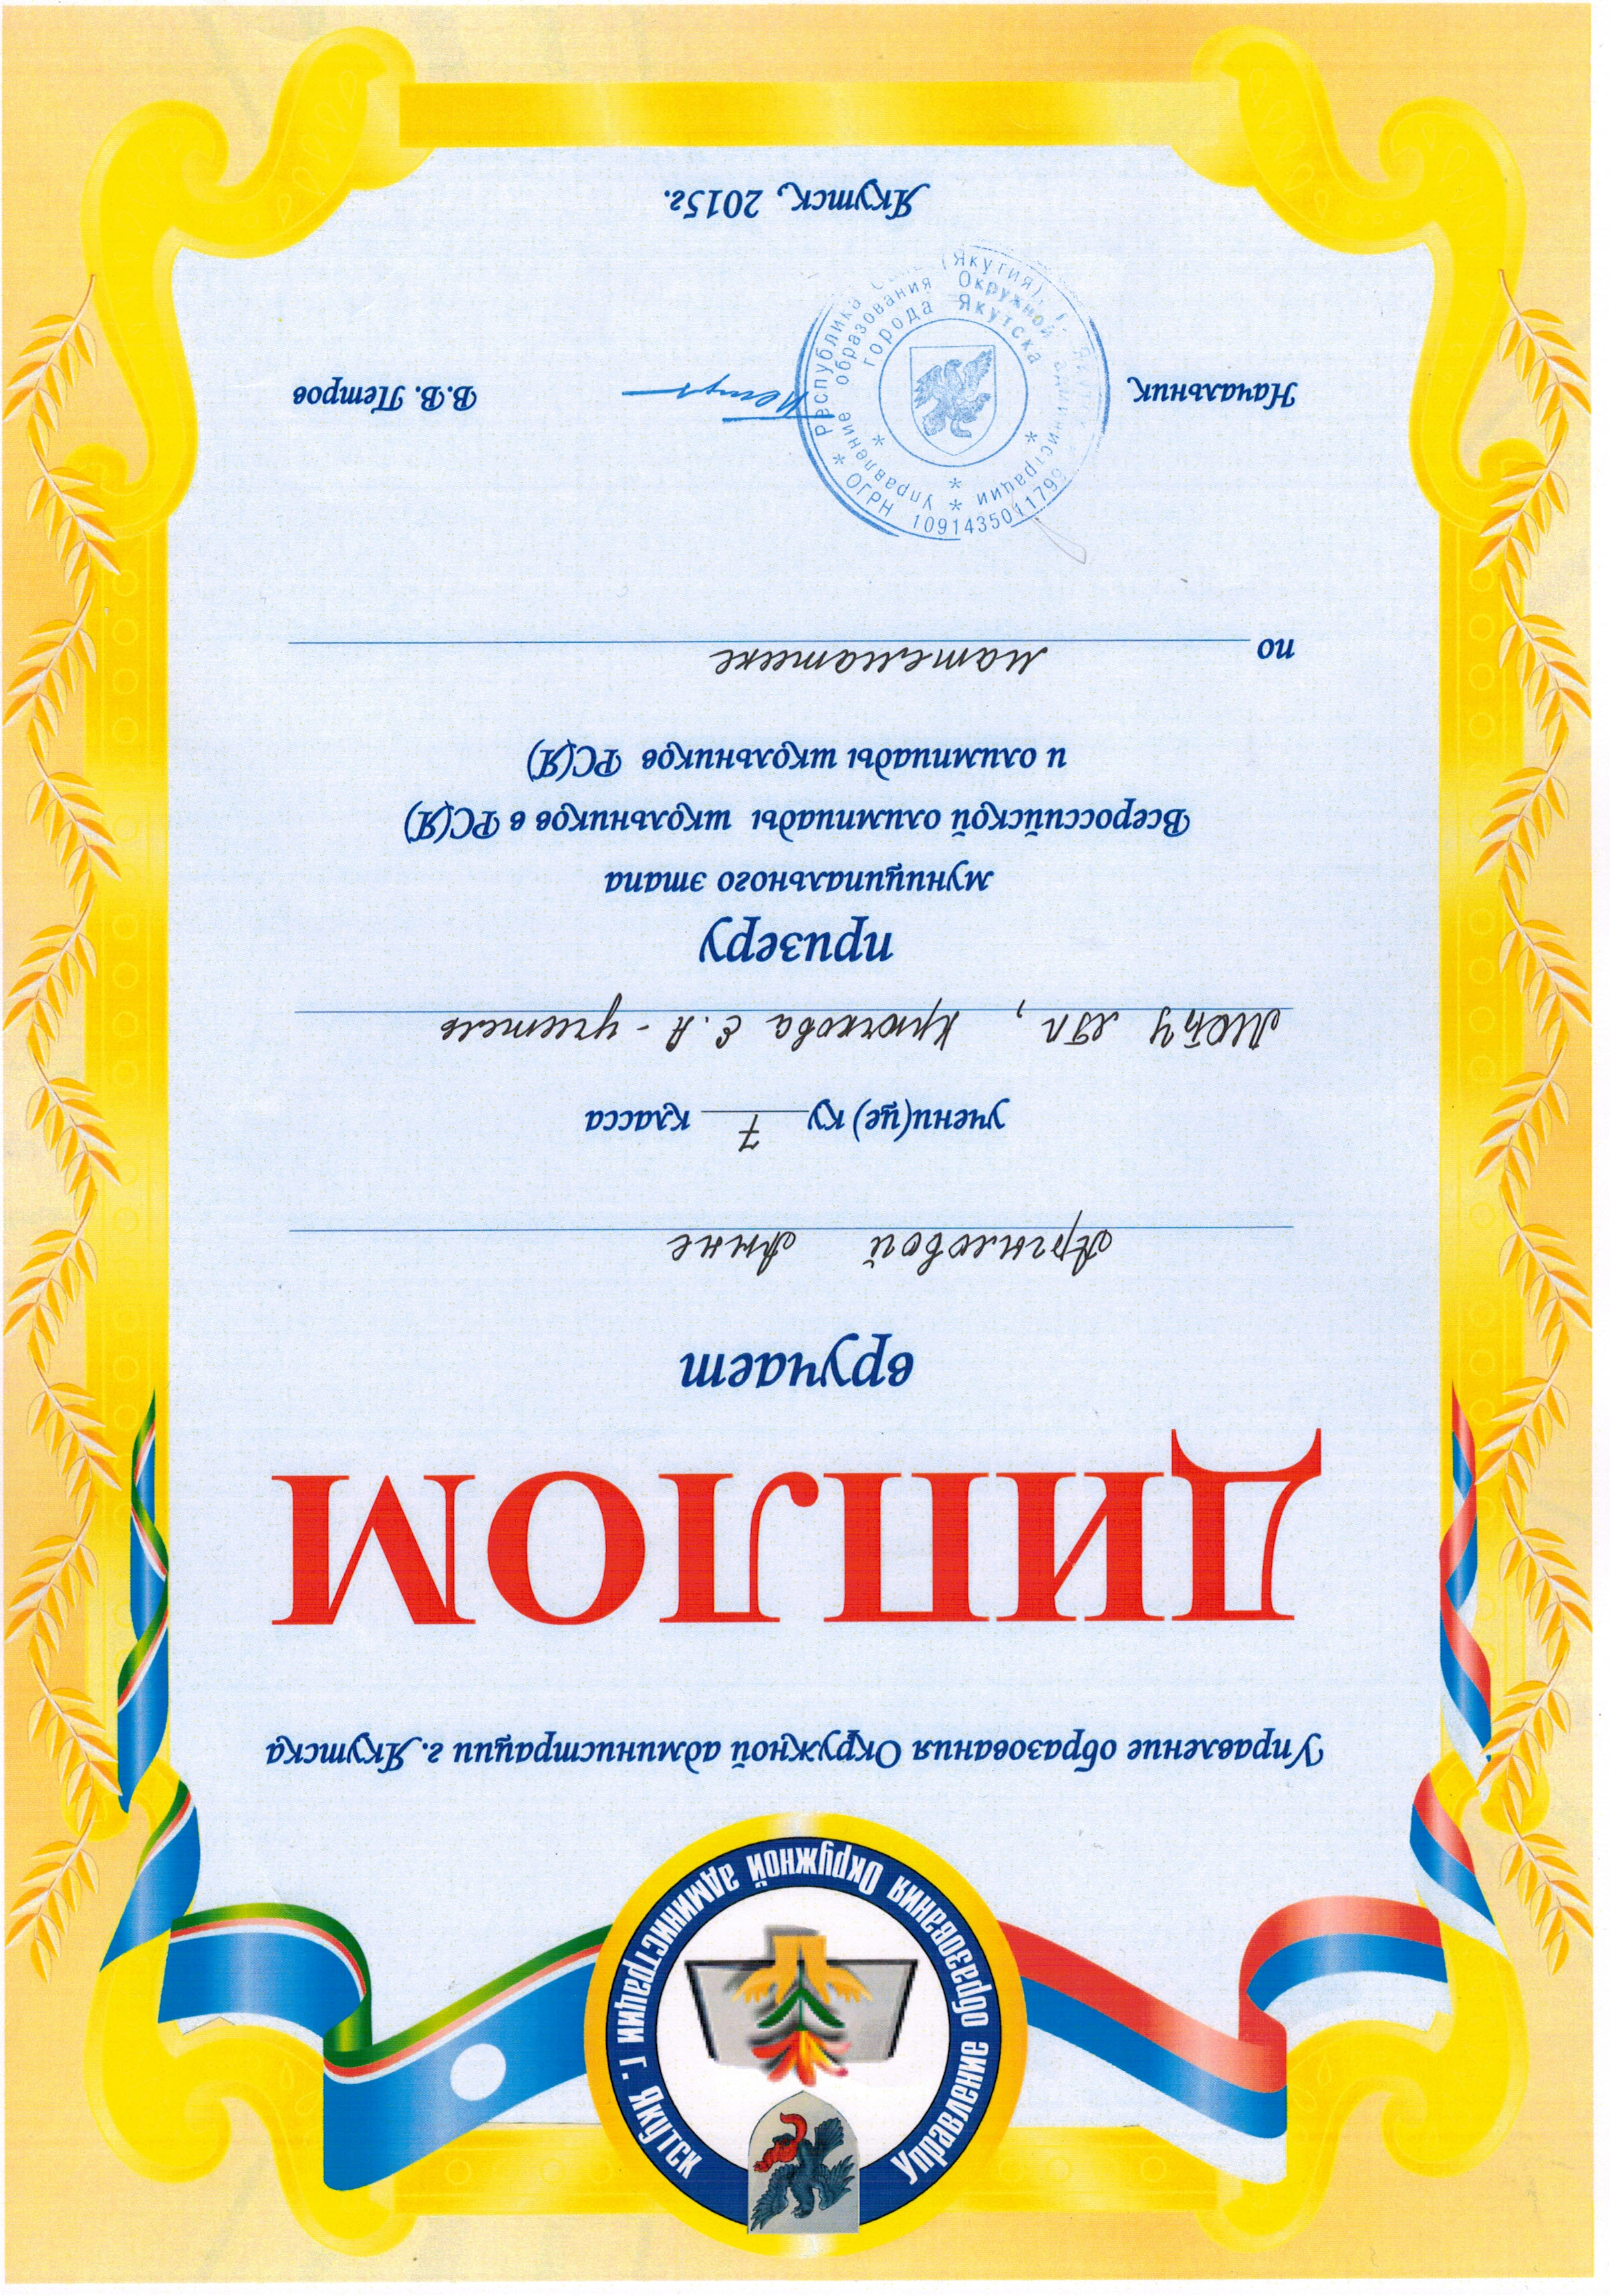 Управление образования Окружной администрации г. Якутск
Управление образования Окружной администрации г. Якутска
ДИПЛОМ
вручает
Аргыловой Анне
учени(це) ку 7 класса
МОБУ ЯГЛ, Крючкова Е.А - учитель
призеру
муниципального этапа
Всероссийской олимпиады школьников в РС(Я)
и олимпиады школьников РС(Я)
по математике
Начальник В.В. Петров
Республика (Якутия) ОГРН
Управление образования Окружной администрации
города Якутска
Якутск, 2015г.